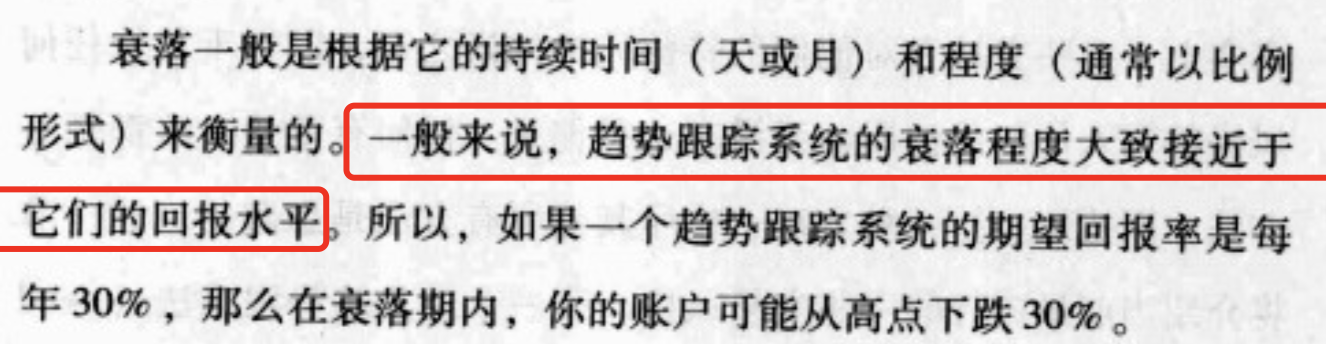 衰落一般是根据它的持续时间（天或月）和程度（通常以比例
形式）来衡量的。一般来说，趋势跟踪系统的衰落程度大致接近于
它们的回报水平。所以，如果一个趋势跟踪系统的期望回报率是每
年30%，那么在衰落期内，你的账户可能从高点下跌30%。